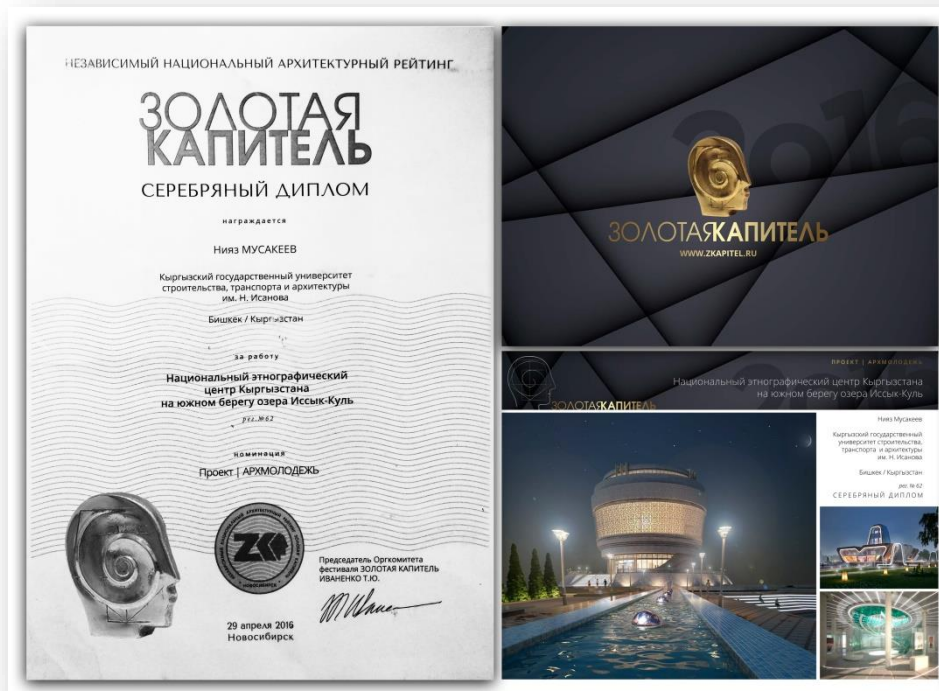 НЕЗАВИСИМЫЙ НАЦИОНАЛЬНЫЙ АРХИТЕКТУРНЫЙ РЕЙТИНГ
ЗОЛОТАЯ
КАПИТЕЛЬ
СЕРЕБРЯНЫЙ ДИПЛОМ
награждается
Нияз МУСАКЕЕВ
Кыргызский государственный университет
строительства, транспорта и архитектуры
им. Н. Исанова
Бишкек / Кыргызстан
за работу
Национальный этнографический
центр Кыргызстана
на южном берегу озера Иссык-Куль
рег.№62
номинация
Проект | АРХМОЛОДЕЖЬ
НОВОСИБИРСК
Председатель Оргкомитета
фестиваля ЗОЛОТАЯ КАПИТЕЛЬ
ИВАНЕНКО Т.Ю.
29 апреля 2016
Новосибирск
2016
ЗОЛОТАЯКАПИТЕЛЬ
WWW.ZKAPITEL.RU
ПРОЕКТ | АРХМОЛОДЕЖЬ
Национальный этнографический центр Кыргызстана
на южном берегу озера Иссык-Куль
ЗОЛОТАЯКАПИТЕЛЬ
Нияз Мусакеев
Кыргызский государственный
университет строительства,
транспорта и архитектуры
им. Н. Исанова
Бишкек / Кыргызстан
рег. № 62
СЕРЕБРЯНЫЙ ДИПЛОМ